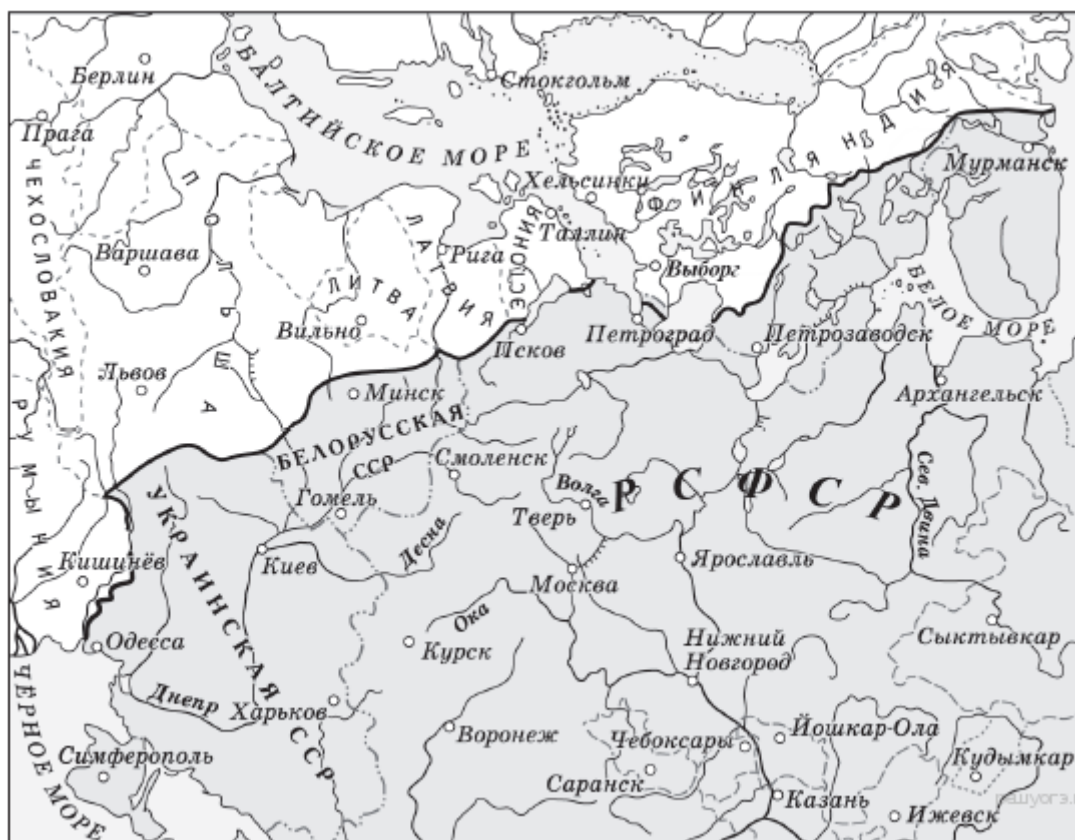 Берлин
БАЛТИЙСКОЕ МОРЕ
Стокгольм
Прага
ЧЕХОСЛОВАКИЯ
ПОЛЬША
ФИНЛЯНДИЯ
Мурманск
Хельсинки
Таллин
ЭСТОНИЯ
ЛАТВИЯ
Рига
Варшава
ЛИТВА
Вильно
Выборг
БЕЛОЕ МОРЕ
Псков
Петроград
Петрозаводск
Львов
Минск
Архангельск
РУМЫНИЯ
БЕЛОРУССКАЯ
ССР
Смоленск
Волга
РСФСР
Сев. Двина
Гомель
Тверь
УКРАИНСКАЯ ССР
Десна
Кишинёв
Киев
Москва
Ярославль
Ока
Одесса
Курск
Нижний
Новгород
Сыктывкар
ЧЁРНОЕ МОРЕ
Днепр
Харьков
Воронеж
Чебоксары
Йошкар-Ола
Кудымкар
Симферополь
Саранск
Казань
Ижевск